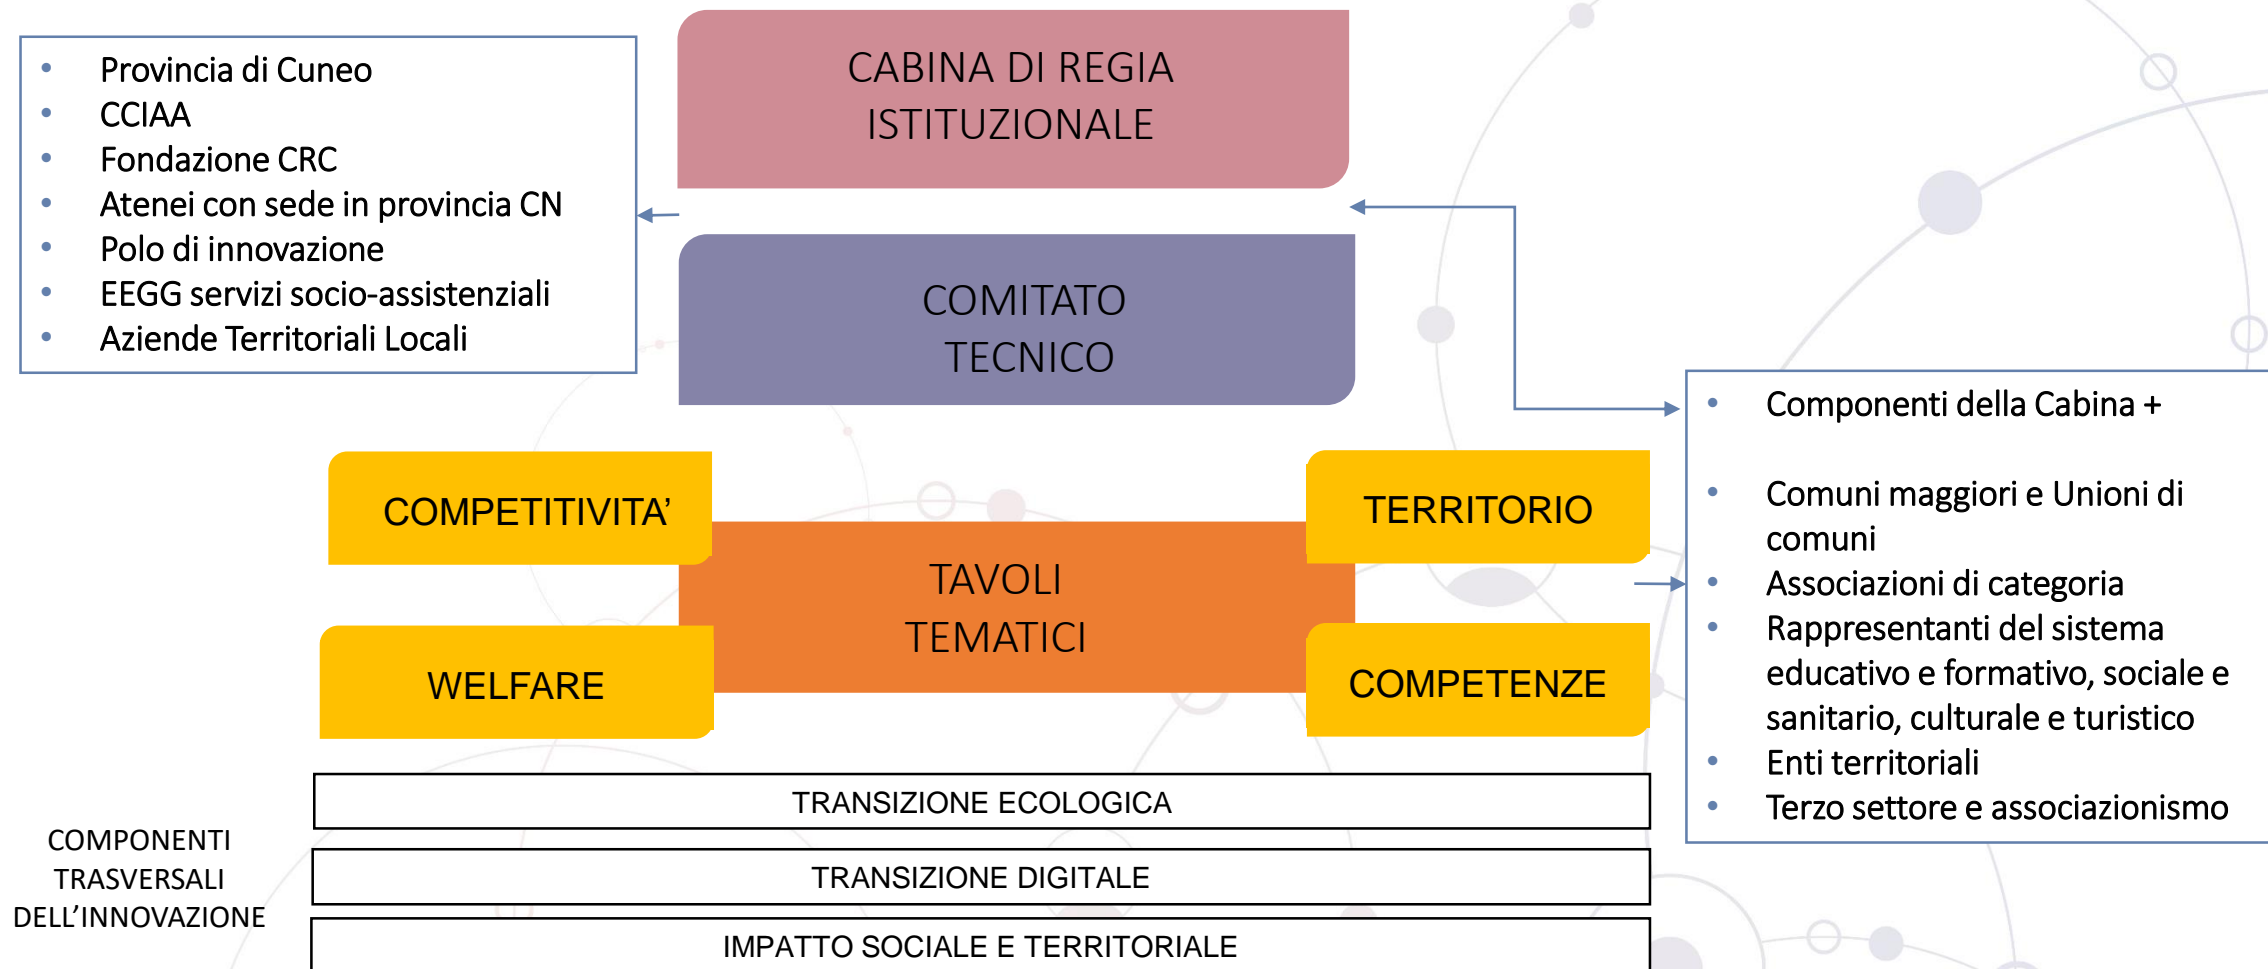 • Provincia di Cuneo
• CCIAA
• Fondazione CRC
• Atenei con sede in provincia CN
• Polo di innovazione
• EEGG servizi socio-assistenziali
• Aziende Territoriali Locali
CABINA DI REGIA
ISTITUZIONALE
COMITATO
TECNICO
COMPETITIVITA’
TERRITORIO
TAVOLI
TEMATICI
WELFARE
COMPETENZE
• Componenti della Cabina +
• Comuni maggiori e Unioni di
comuni
• Associazioni di categoria
• Rappresentanti del sistema
educativo e formativo, sociale e
sanitario, culturale e turistico
• Enti territoriali
• Terzo settore e associazionismo
COMPONENTI
TRASVERSALI
DELL’INNOVAZIONE
TRANSIZIONE ECOLOGICA
TRANSIZIONE DIGITALE
IMPATTO SOCIALE E TERRITORIALE